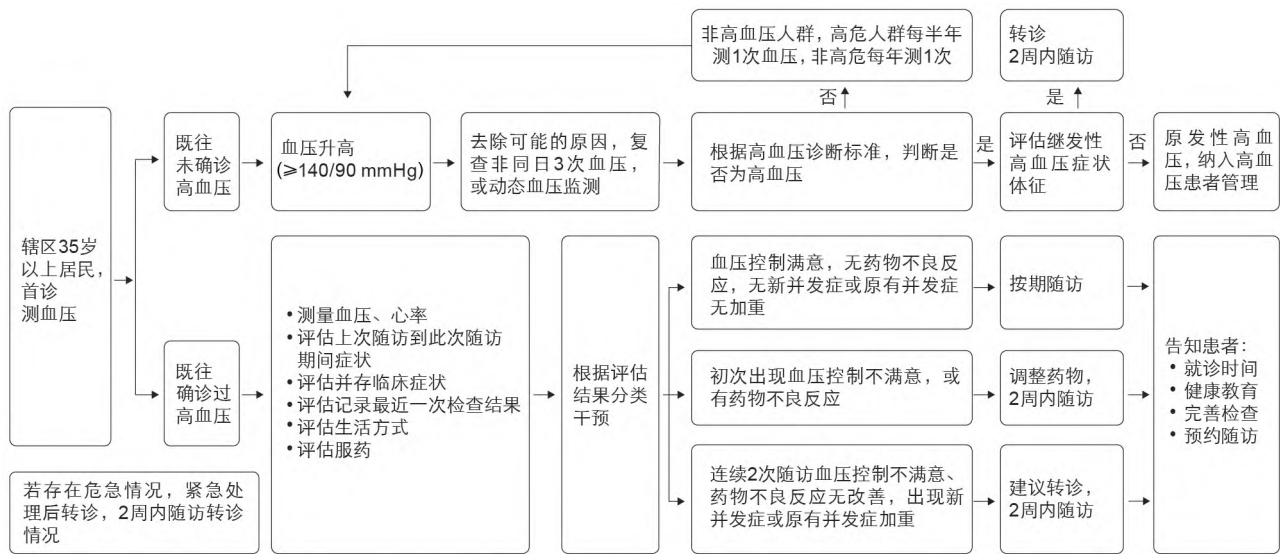 非高血压人群，高危人群每半年
测1次血压，非高危每年测1次
转诊
2周内随访
否
是
既往
未确诊
高血压
血压升高
(≥140/90 mmHg)
去除可能的原因，复
查非同日3次血压，
或动态血压监测
根据高血压诊断标准，判断是
否为高血压
是
评估继发性
高血压症状
体征
否
原发性高血
压，纳入高血
压患者管理
辖区35岁
以上居民，
首诊
测血压
既往
确诊过
高血压
•测量血压、心率
•评估上次随访到此次随访
期间症状
•评估并存临床症状
•评估记录最近一次检查结果
•评估生活方式
•评估服药
根据评估
结果分类
干预
血压控制满意，无药物不良反
应，无新并发症或原有并发症
无加重
按期随访
初次出现血压控制不满意，或
有药物不良反应
调整药物，
2周内随访
连续2次随访血压控制不满意、
药物不良反应无改善，出现新
并发症或原有并发症加重
建议转诊，
2周内随访
告知患者：
• 就诊时间
• 健康教育
• 完善检查
• 预约随访
若存在危急情况，紧急处
理后转诊，2周内随访转诊
情况